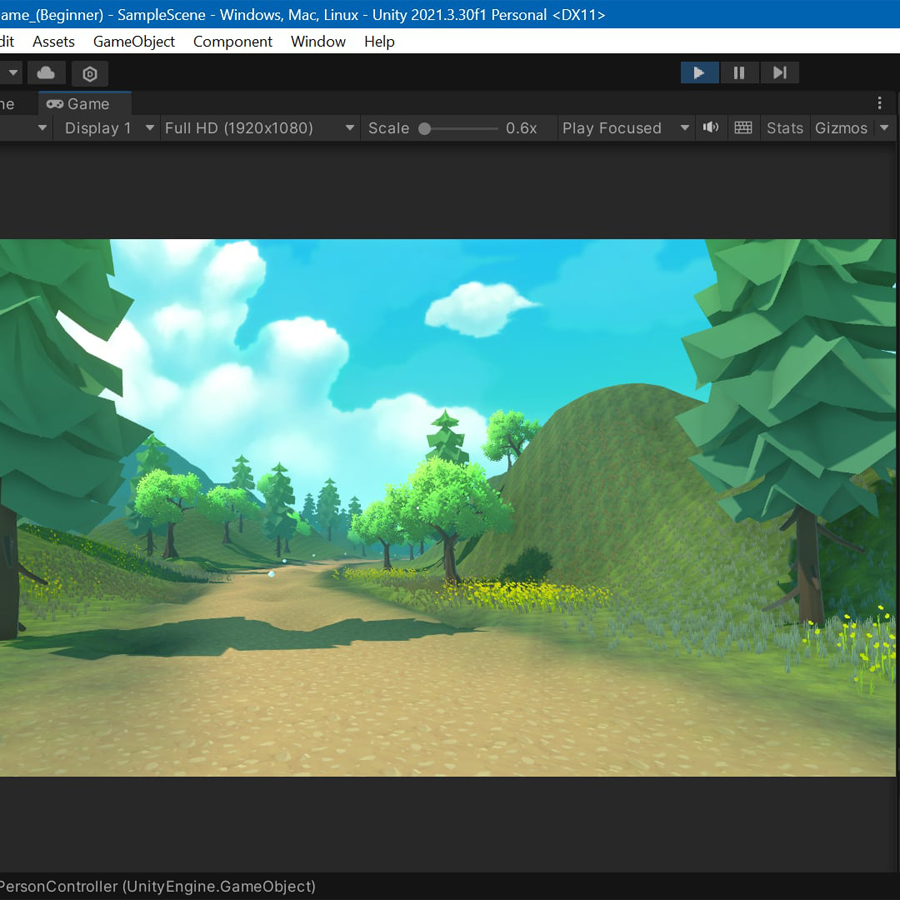 ame_(Beginner) - SampleScene - Windows, Mac, Linux - Unity 2021.3.30f1 Personal <DX11>
dit Assets GameObject Component Window Help
ne Game
Display 1 Full HD (1920x1080) Scale 0.6x Play Focused Stats Gizmos
PersonController (UnityEngine.GameObject)